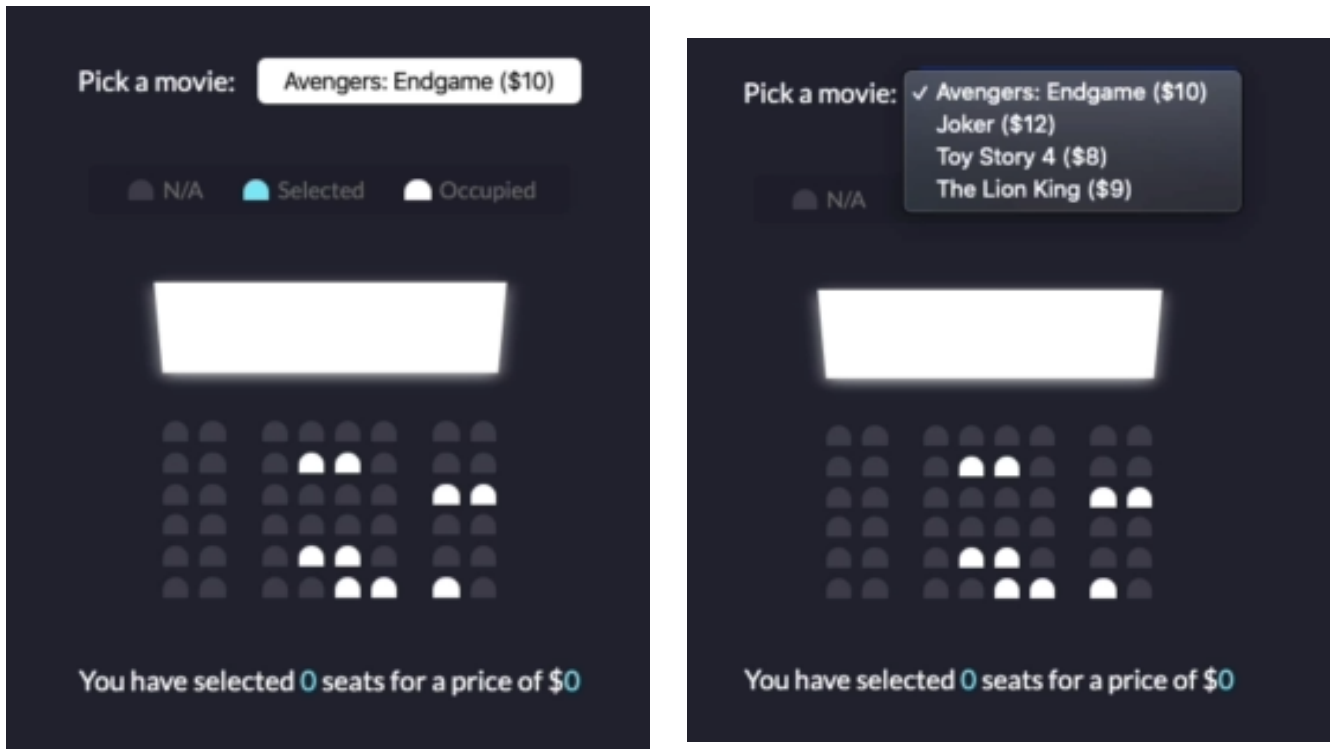 Pick a movie: Avengers: Endgame ($10)
N/A Selected Occupied
You have selected 0 seats for a price of $0
Pick a movie: ✓ Avengers: Endgame ($10)
Joker ($12)
Toy Story 4 ($8)
The Lion King ($9)
N/A
You have selected 0 seats for a price of $0